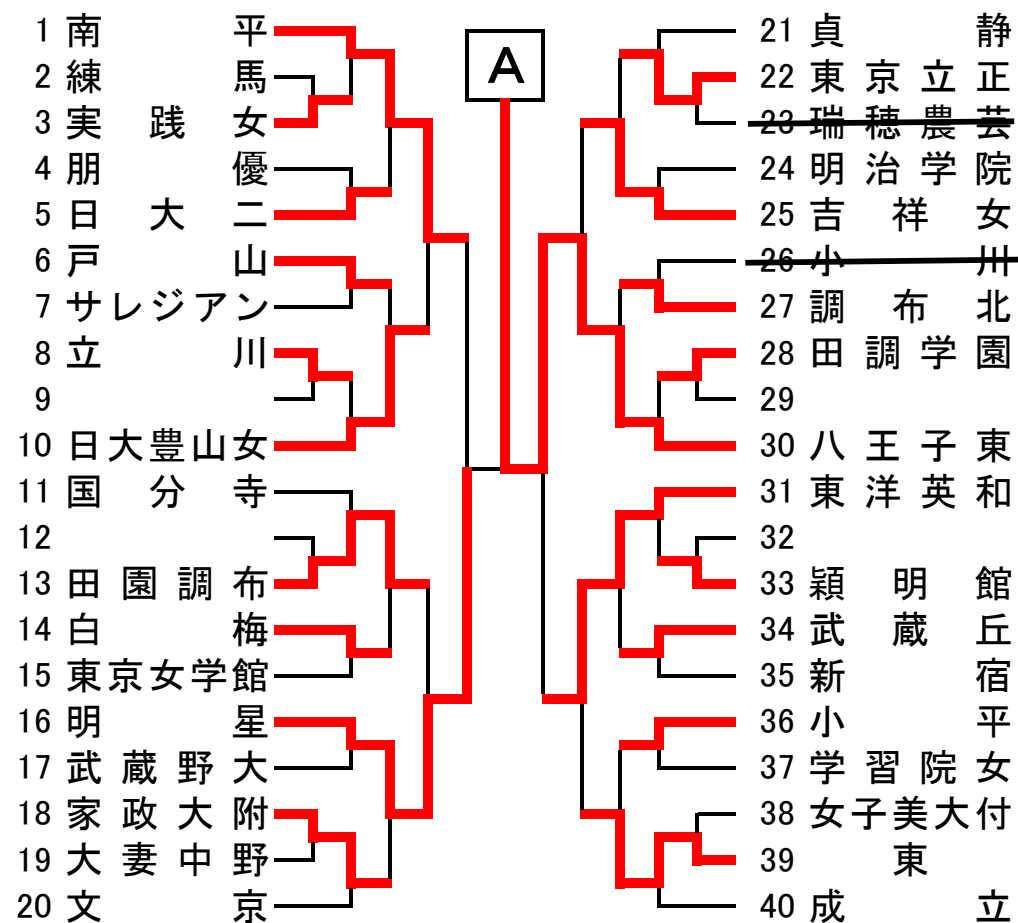 A
1 南平
2 練馬
3 実践女
4 朋優
5 日大二
6 戸山
7 サレジアン
8 立川
9
10 日大豊山女
11 国分寺
12
13 田園調布
14 白梅
15 東京女学館
16 明星
17 武蔵野大
18 家政大附
19 大妻中野
20 文京
21 貞静
22 東京立正
23 瑞穂農芸
24 明治学院
25 吉祥女
26 小川
27 調布北
28 田調学園
29
30 八王子東
31 東洋英和
32
33 穎明館
34 武蔵丘
35 新宿
36 小平
37 学習院女
38 女子美大付
39 東
40 成立